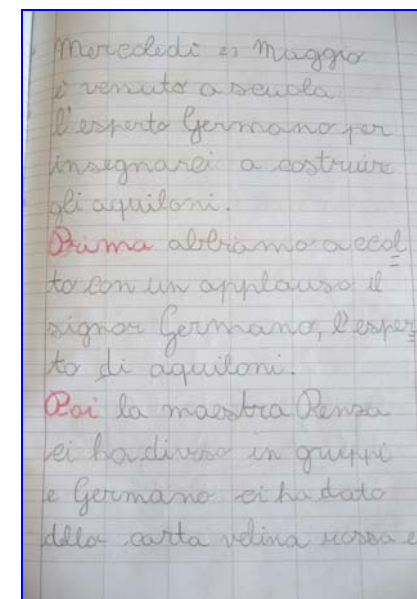 Mercoledì 21 Maggio
è venuto a scuola
l'esperto Germano per
insegnarci a costruire
gli aquiloni.
Prima abbiamo accol
to con un applauso il
signor Germano, l'esper
to di aquiloni.
Poi la maestra Renza
ci ha diviso in gruppi
e Germano ci ha dato
della carta velina rossa e